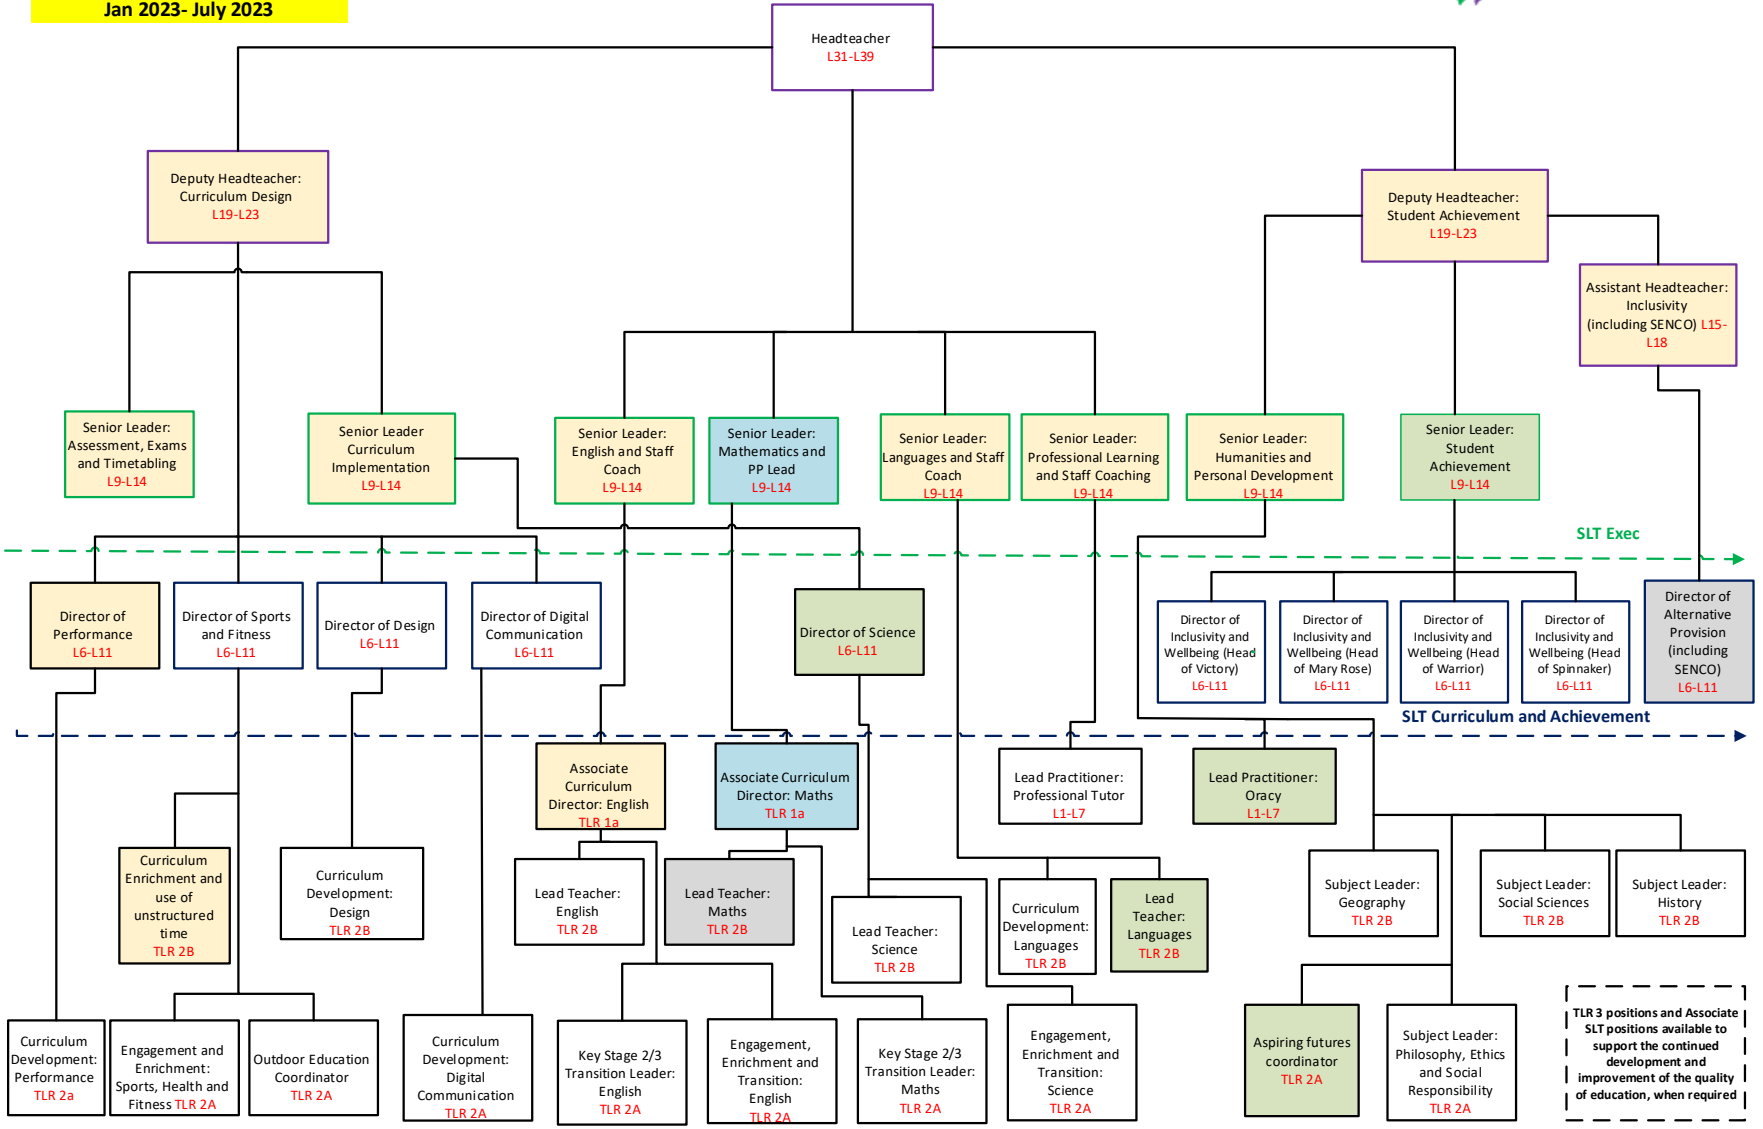 Jan 2023- July 2023
Headteacher
L31-L39
Deputy Headteacher:
Curriculum Design
L19-L23
Deputy Headteacher:
Student Achievement
L19-L23
Assistant Headteacher:
Inclusivity
(including SENCO) L15-
L18
Senior Leader:
Assessment, Exams
and Timetabling
L9-L14
Senior Leader
Curriculum
Implementation
L9-L14
Senior Leader:
English and Staff
Coach
L9-L14
Senior Leader:
Mathematics and
PP Lead
L9-L14
Senior Leader:
Languages and Staff
Coach
L9-L14
Senior Leader:
Professional Learning
and Staff Coaching
L9-L14
Senior Leader:
Humanities and
Personal Development
L9-L14
Senior Leader:
Student
Achievement
L9-L14
SLT Exec
Director of
Performance
L6-L11
Director of Sports
and Fitness
L6-L11
Director of Design
L6-L11
Director of Digital
Communication
L6-L11
Director of Science
L6-L11
Director of
Inclusivity and
Wellbeing (Head
of Victory)
L6-L11
Director of
Inclusivity and
Wellbeing (Head
of Mary Rose)
L6-L11
Director of
Inclusivity and
Wellbeing (Head
of Warrior)
L6-L11
Director of
Inclusivity and
Wellbeing (Head
of Spinnaker)
L6-L11
Director of
Alternative
Provision
(including
SENCO)
L6-L11
SLT Curriculum and Achievement
Associate
Curriculum
Director: English
TLR 1a
Associate Curriculum
Director: Maths
TLR 1a
Lead Practitioner:
Professional Tutor
L1-L7
Lead Practitioner:
Oracy
L1-L7
Curriculum
Enrichment and
use of
unstructured
time
TLR 2B
Curriculum
Development:
Design
TLR 2B
Lead Teacher:
English
TLR 2B
Lead Teacher:
Maths
TLR 2B
Lead Teacher:
Science
TLR 2B
Curriculum
Development:
Languages
TLR 2B
Lead
Teacher:
Languages
TLR 2B
Subject Leader:
Geography
TLR 2B
Subject Leader:
Social Sciences
TLR 2B
Subject Leader:
History
TLR 2B
Curriculum
Development:
Performance
TLR 2a
Engagement and
Enrichment:
Sports, Health and
Fitness TLR 2A
Outdoor Education
Coordinator
TLR 2A
Curriculum
Development:
Digital
Communication
TLR 2A
Key Stage 2/3
Transition Leader:
English
TLR 2A
Engagement,
Enrichment and
Transition:
English
TLR 2A
Key Stage 2/3
Transition Leader:
Maths
TLR 2A
Engagement,
Enrichment and
Transition:
Science
TLR 2A
Aspiring futures
coordinator
TLR 2A
Subject Leader:
Philosophy, Ethics
and Social
Responsibility
TLR 2A
TLR 3 positions and Associate
SLT positions available to
support the continued
development and
improvement of the quality
of education, when required